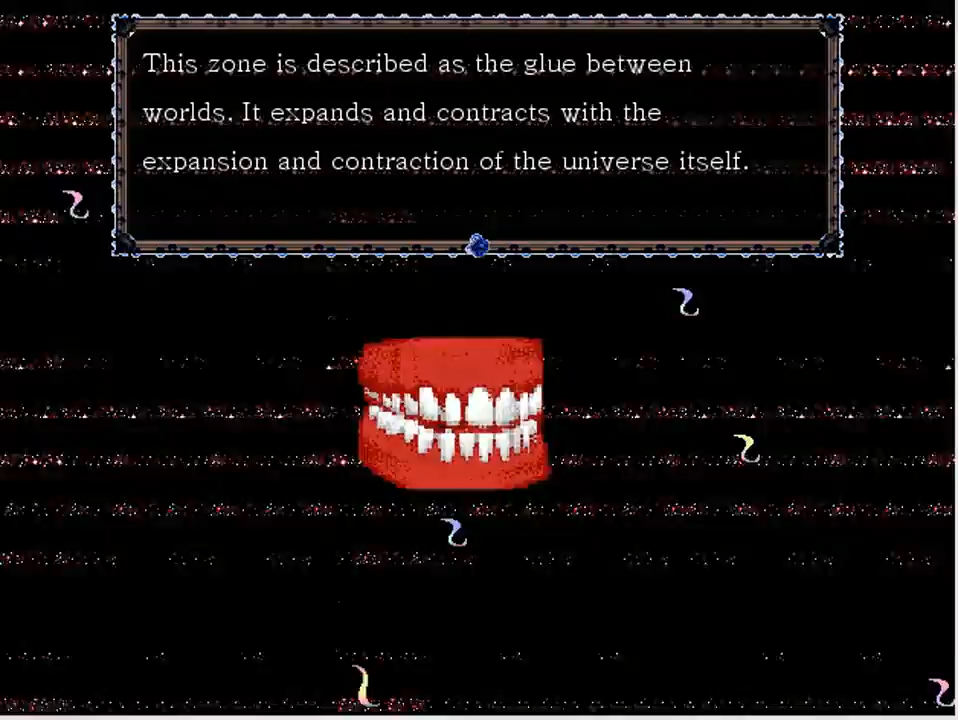 This zone is described as the glue between
worlds. It expands and contracts with the
expansion and contraction of the universe itself.